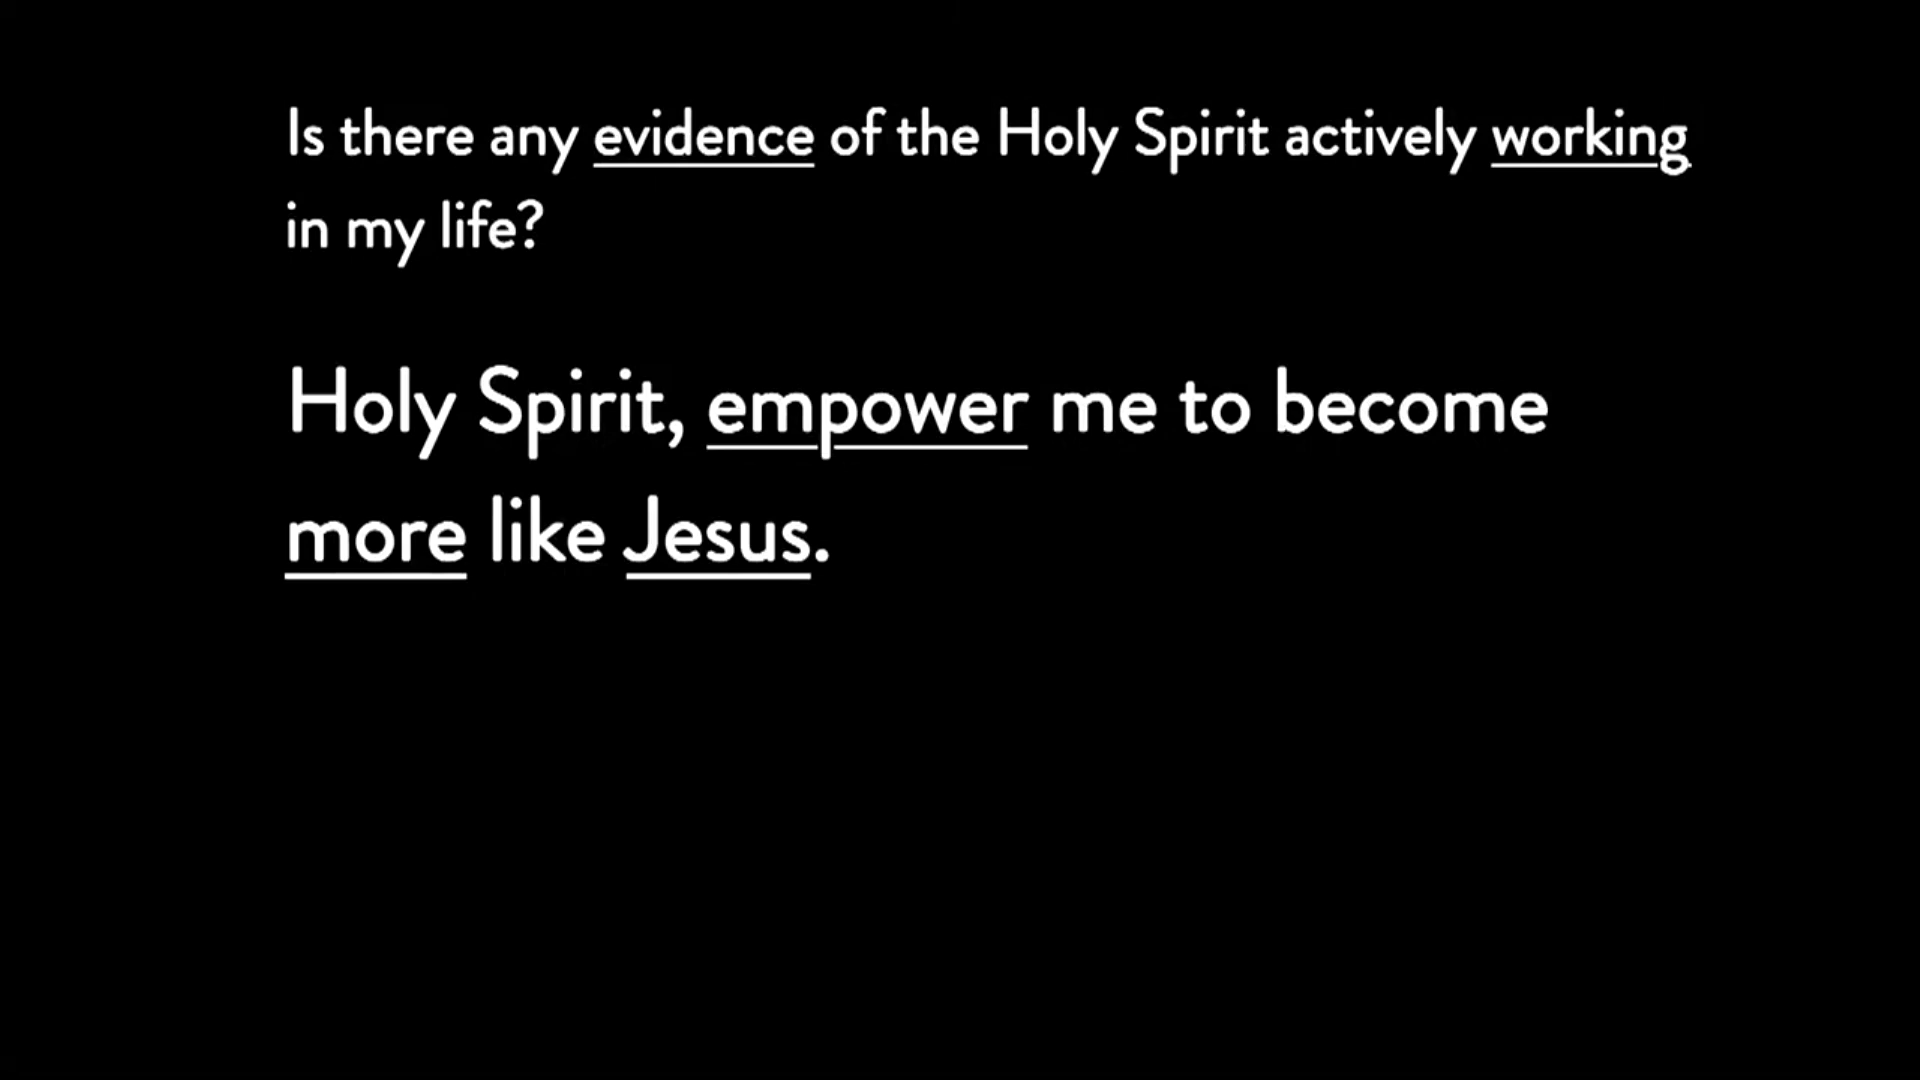 Is there any evidence of the Holy Spirit actively working
in my life?
Holy Spirit, empower me to become
more like Jesus.